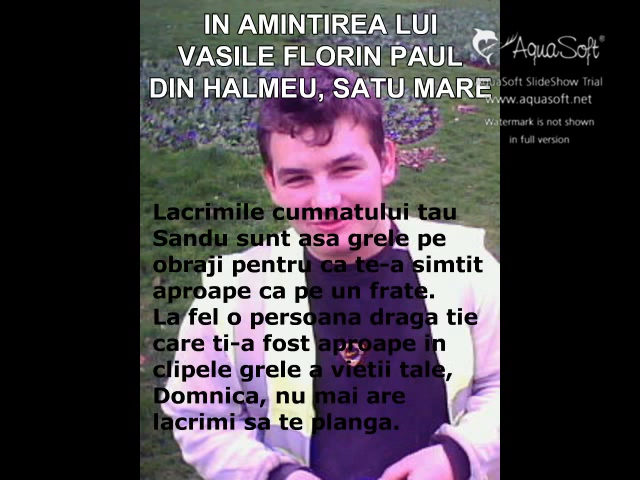 IN AMINTIREA LUI
VASILE FLORIN PAUL
DIN HALMEU, SATU MARE
AquaSoft®
AquaSoft SlideShow Trial
www.aquasoft.net
Watermark is not shown
in full version
Lacrimile cumnatului tau
Sandu sunt asa grele pe
obraji pentru ca te-a simtit
aproape ca pe un frate.
La fel o persoana draga tie
care ti-a fost aproape in
clipele grele a vietii tale,
Domnica, nu mai are
lacrimi sa te planga.